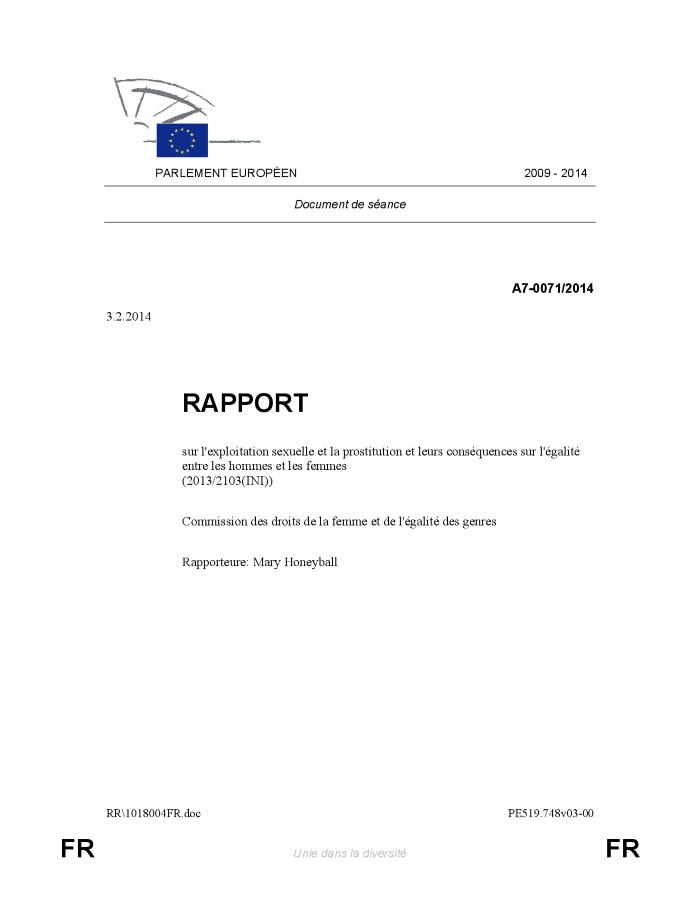 PARLEMENT EUROPÉEN 2009 - 2014
Document de séance
A7-0071/2014
3.2.2014
RAPPORT
sur l'exploitation sexuelle et la prostitution et leurs conséquences sur l'égalité
entre les hommes et les femmes
(2013/2103(INI))
Commission des droits de la femme et de l'égalité des genres
Rapporteure: Mary Honeyball
RR\1018004FR.doc PE519.748v03-00
FR Unie dans la diversité FR